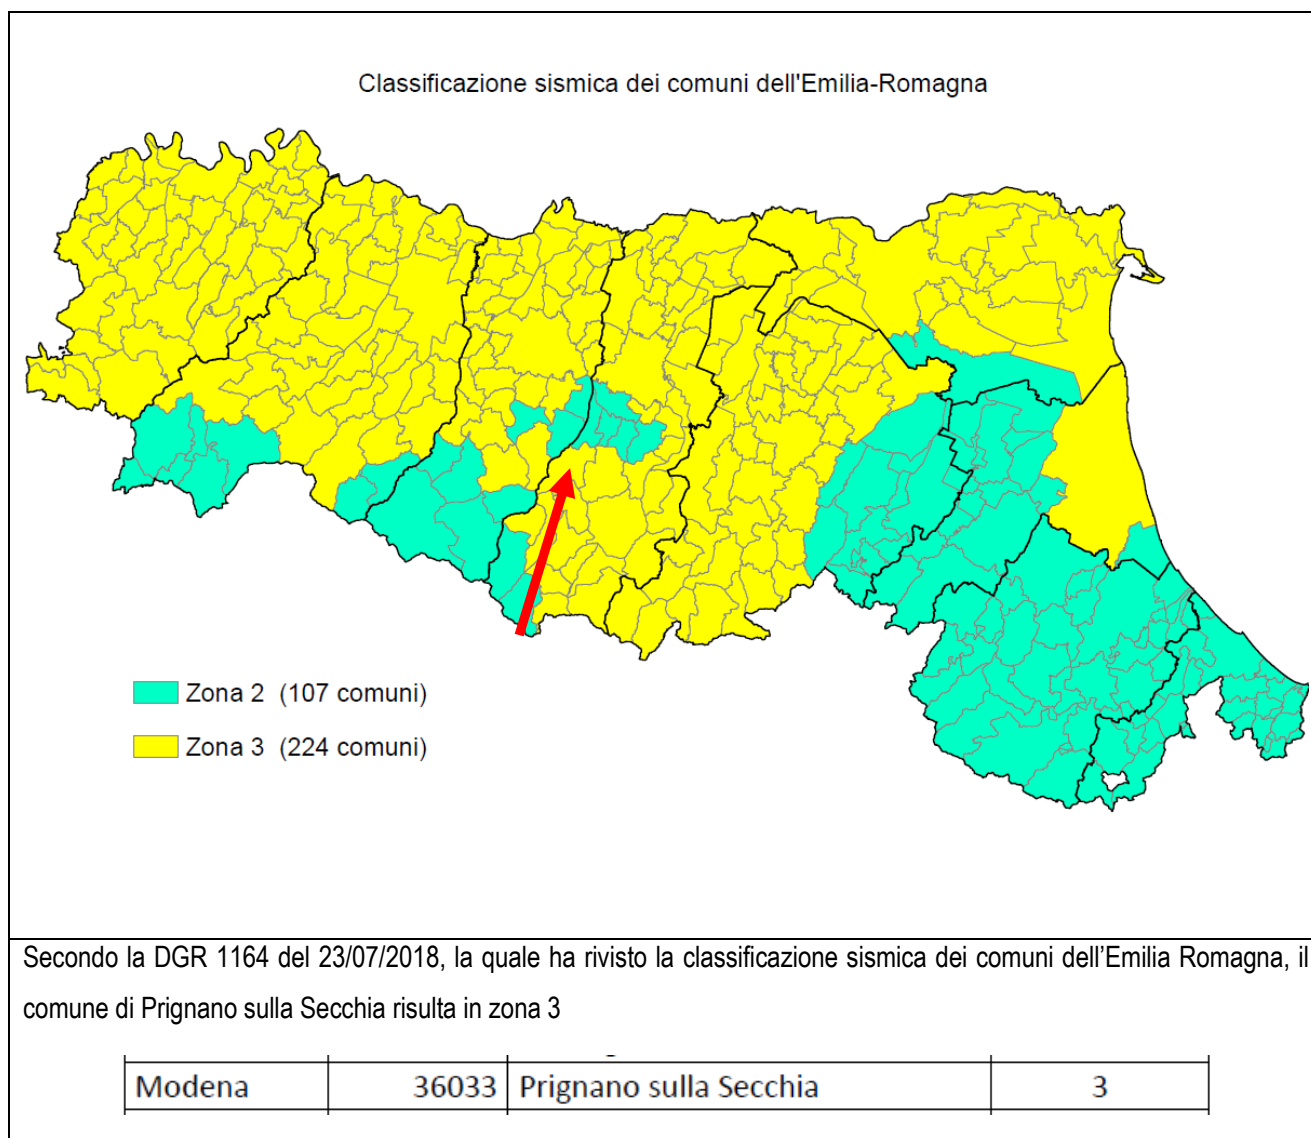 Classificazione sismica dei comuni dell'Emilia-Romagna
Zona 2 (107 comuni)
Zona 3 (224 comuni)
Secondo la DGR 1164 del 23/07/2018, la quale ha rivisto la classificazione sismica dei comuni dell’Emilia Romagna, il
comune di Prignano sulla Secchia risulta in zona 3
Modena 36033 Prignano sulla Secchia 3